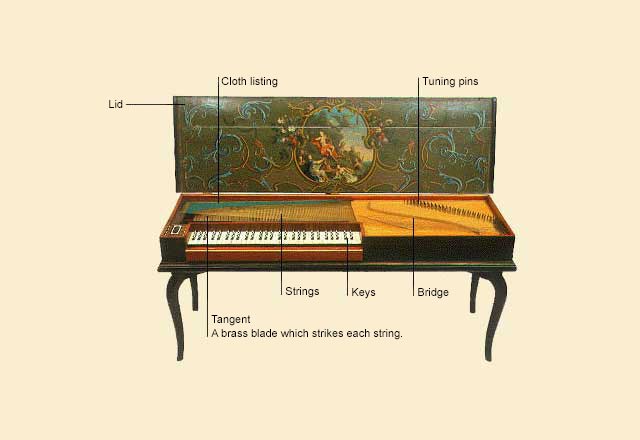 Cloth listing
Tuning pins
Lid
Strings
Keys
Bridge
Tangent
A brass blade which strikes each string.